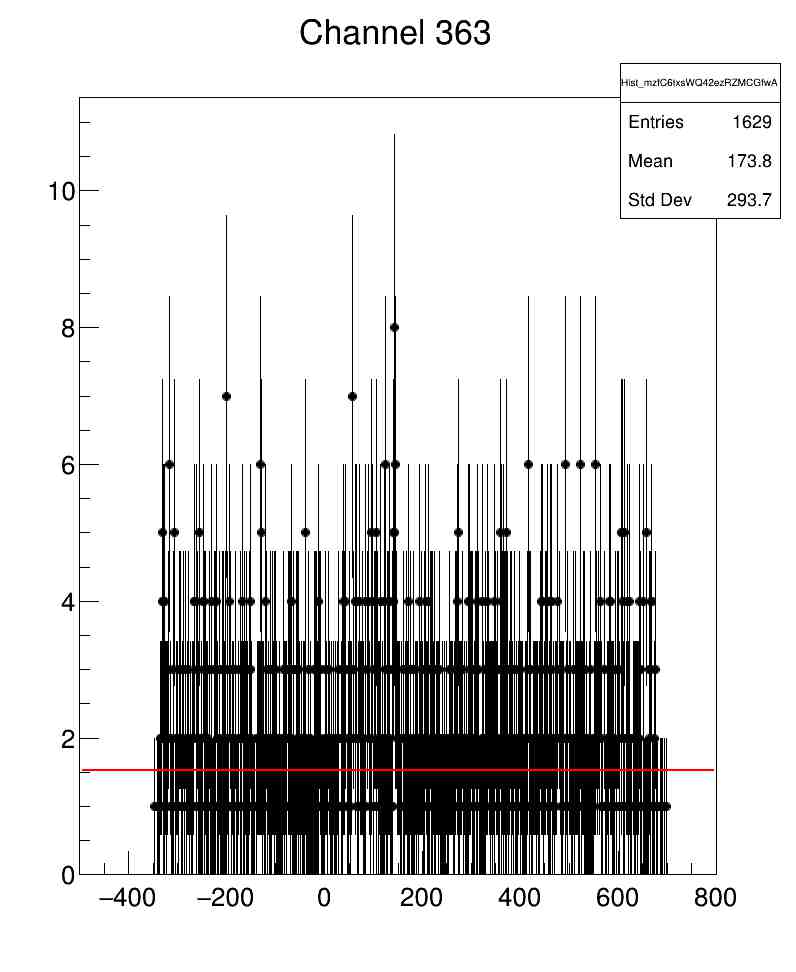 Channel 363
Hist_mzfC6txsWQ42ezRZMCGfwA
Entries 1629
Mean 173.8
Std Dev 293.7
10
8
6
4
2
0
−400 −200 0 200 400 600 800